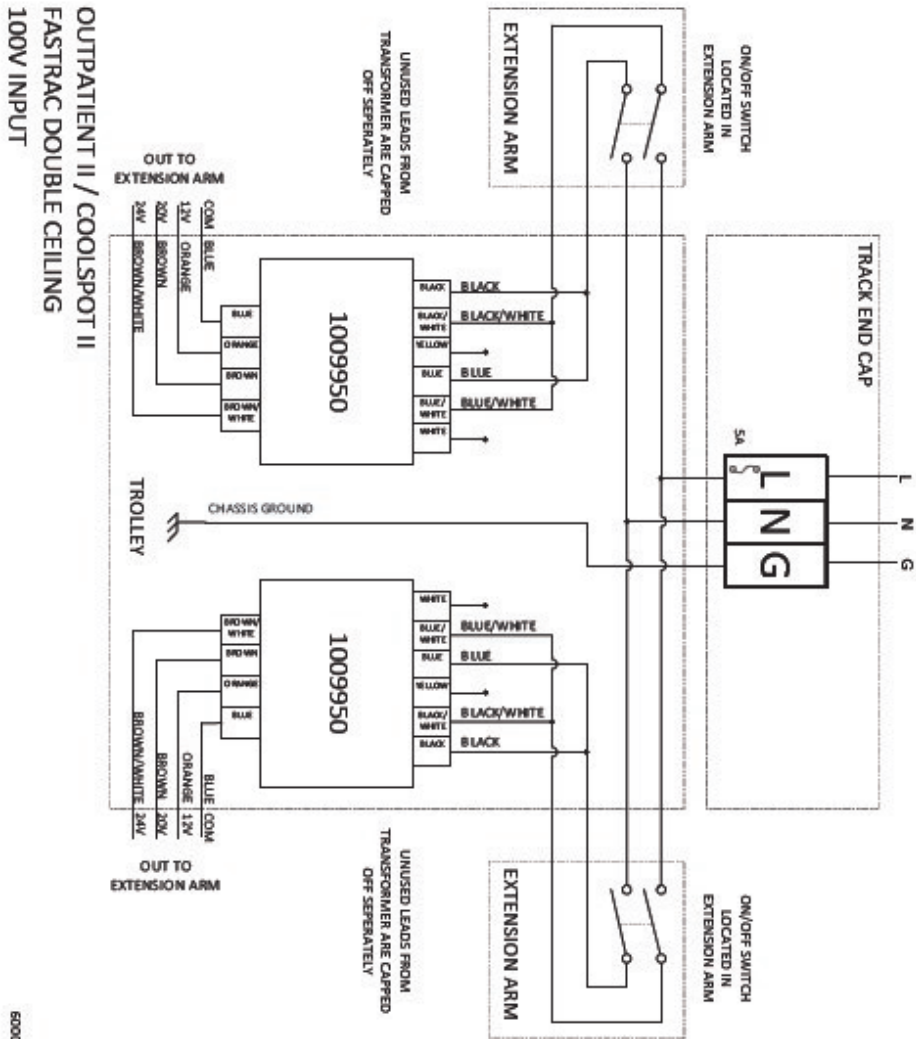 ON/OFF SWITCH
LOCATED IN
EXTENSION ARM
EXTENSION ARM
UNUSED LEADS FROM
TRANSFORMER ARE CAPPED
OFF SEPERATELY
TRACK END CAP
L
N
G
5A
L
N
G
OUT TO
EXTENSION ARM
COM BLUE
12V ORANGE
20V BROWN
24V BROWN/WHITE
BLUE
ORANGE
BROWN
BROWN/
WHITE
1009950
BLACK
BLACK/
WHITE
YELLOW
BLUE
BLUE/
WHITE
WHITE
BLACK
BLACK/WHITE
BLUE
BLUE/WHITE
TROLLEY
CHASSIS GROUND
BROWN/
WHITE
BROWN
ORANGE
BLUE
1009950
WHITE
BLUE/
WHITE
BLUE
YELLOW
BLACK/
WHITE
BLACK
BLUE/WHITE
BLUE
BLACK/WHITE
BLACK
BLUE COM
ORANGE 12V
BROWN 20V
BROWN/WHITE 24V
OUT TO
EXTENSION ARM
UNUSED LEADS FROM
TRANSFORMER ARE CAPPED
OFF SEPERATELY
EXTENSION ARM
ON/OFF SWITCH
LOCATED IN
EXTENSION ARM
OUTPATIENT II / COOLSPOT II
FASTRAC DOUBLE CEILING
100V INPUT